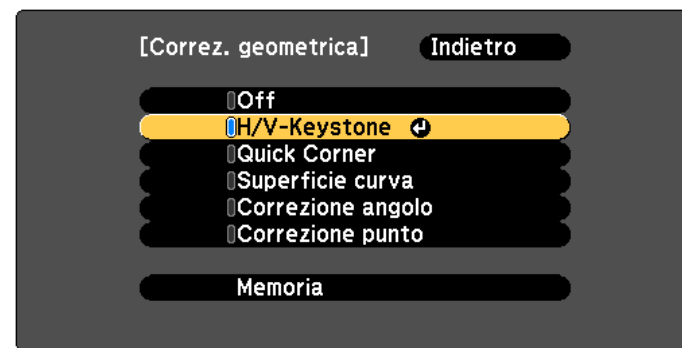 [Correz. geometrica] Indietro
Off
H/V-Keystone
Quick Corner
Superficie curva
Correzione angolo
Correzione punto
Memoria